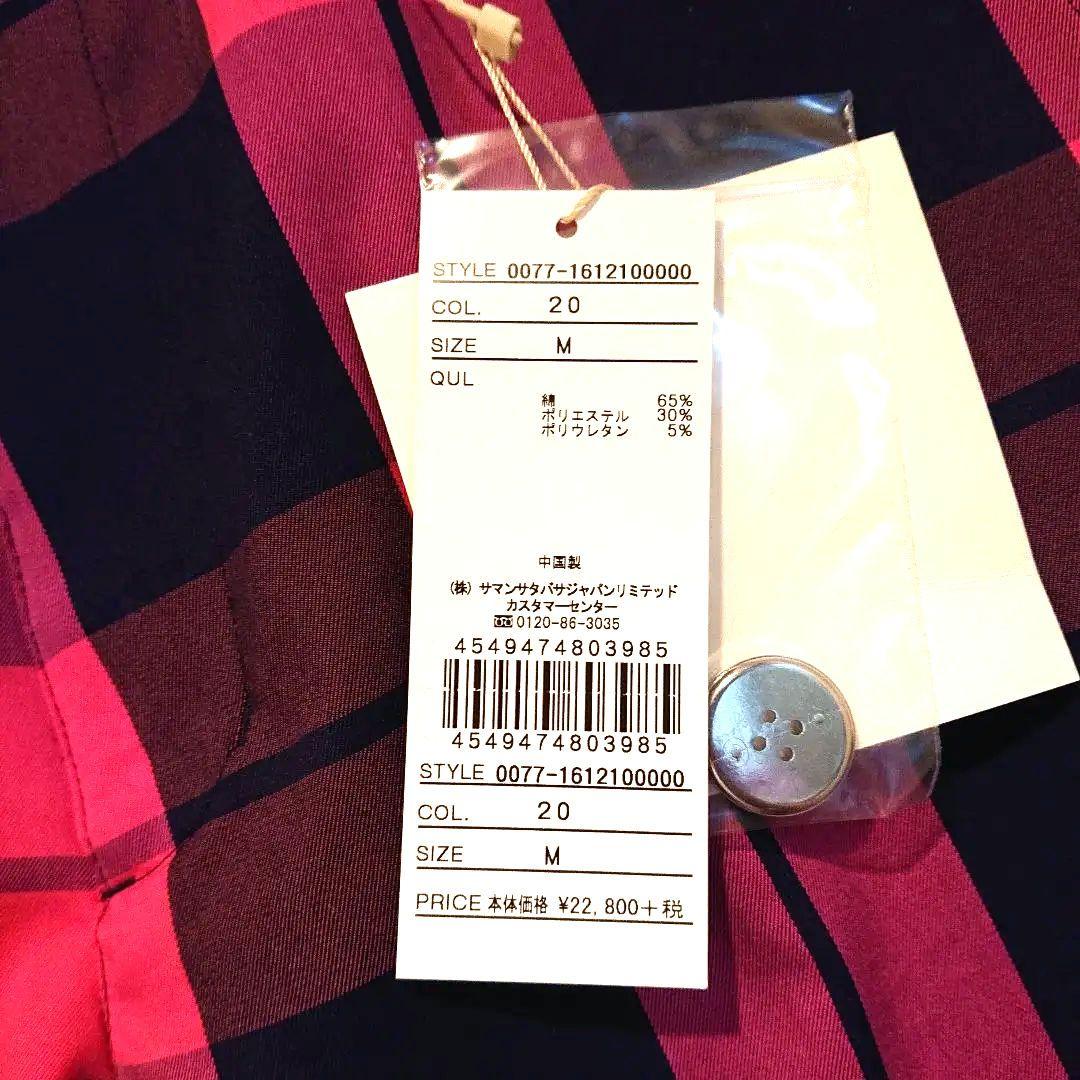 STYLE 0077-1612100000
COL. 20
SIZE M
QUL
綿 65%
ポリエステル 30%
ポリウレタン 5%
中国製
(株) サマンサタバサジャパンリミテッド
カスタマーセンター
0120-86-3035
4549474803985
4549474803985
STYLE 0077-1612100000
COL. 20
SIZE M
PRICE 本体価格 ¥22,800+税